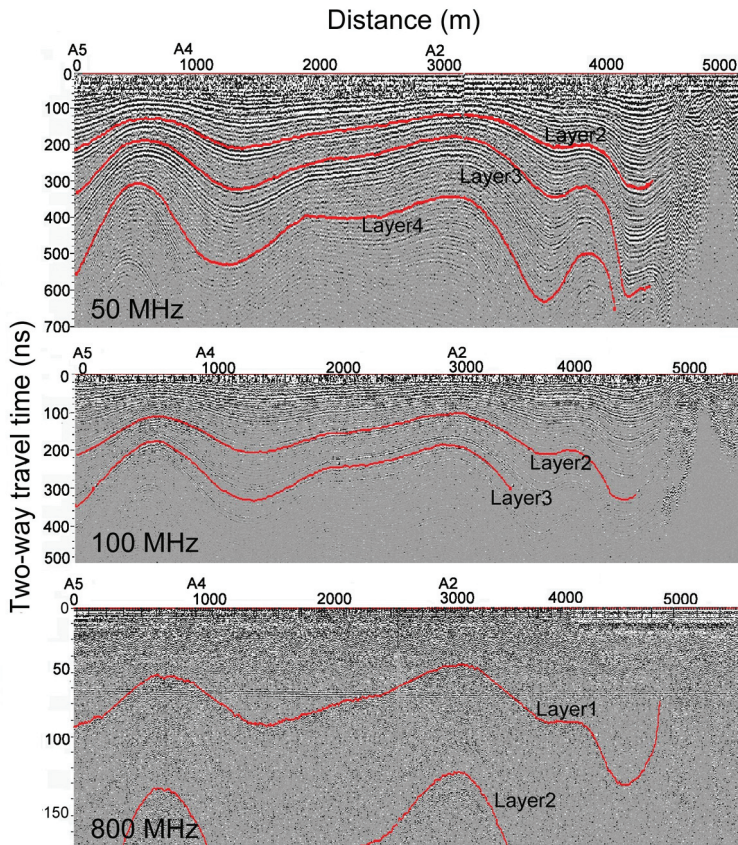 Distance (m)
A5 A4 A2
0 1000 2000 3000 4000 5000
0
100
200
300
400
500
600
700
Layer2
Layer3
Layer4
50 MHz
Two-way travel time (ns)
A5 A4 A2
0 1000 2000 3000 4000 5000
0
100
200
300
400
500
Layer2
Layer3
100 MHz
A5 A4 A2
0 1000 2000 3000 4000 5000
0
50
100
150
Layer1
Layer2
800 MHz